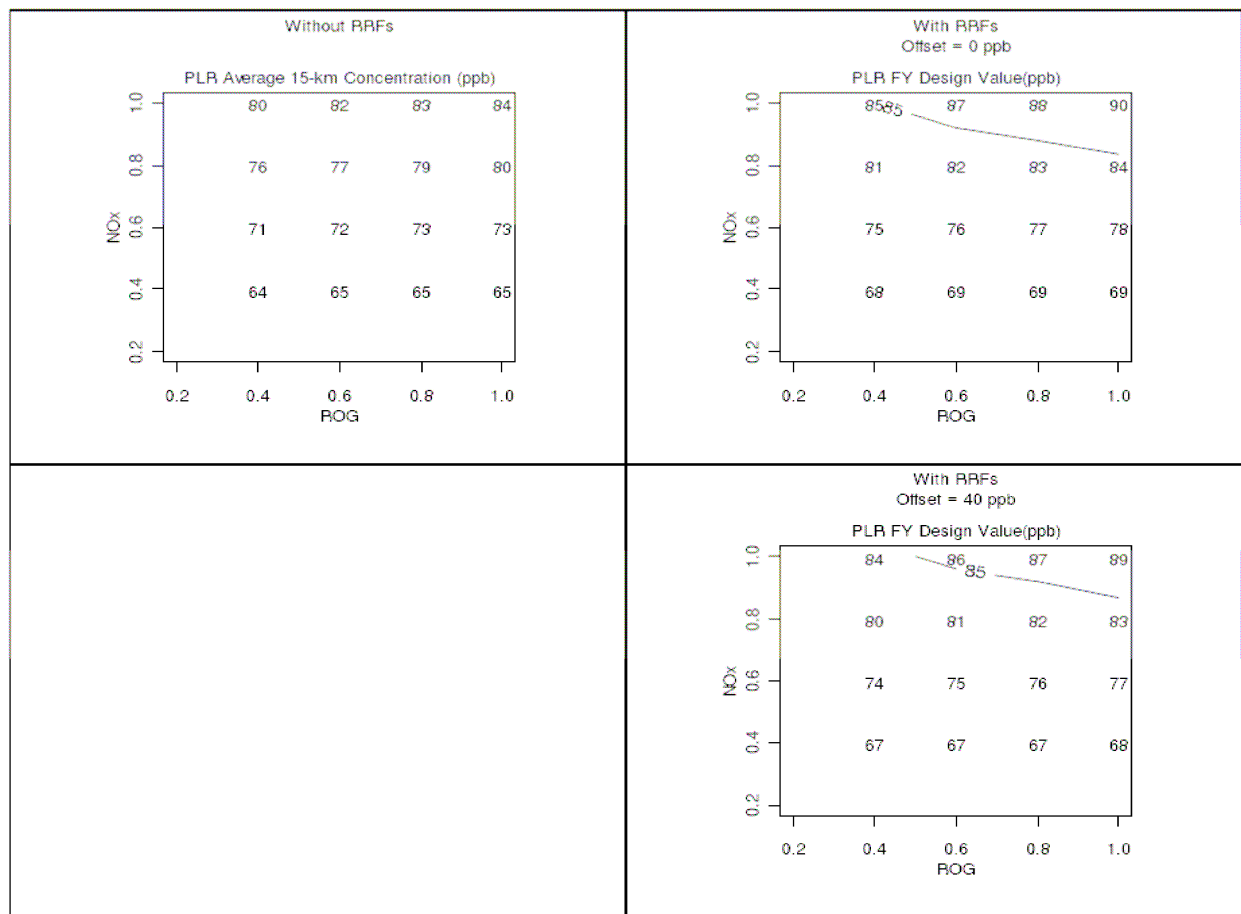 Without RRFs
PLR Average 15-km Concentration (ppb)
1.0 80 82 83 84
0.8 76 77 79 80
NOx
0.6 71 72 73 73
0.4 64 65 65 65
0.2
0.2 0.4 0.6 0.8 1.0
ROG
With RRFs
Offset = 0 ppb
PLR FY Design Value(ppb)
1.0 85 85 87 88 90
0.8 81 82 83 84
NOx
0.6 75 76 77 78
0.4 68 69 69 69
0.2
0.2 0.4 0.6 0.8 1.0
ROG
With RRFs
Offset = 40 ppb
PLR FY Design Value(ppb)
1.0 84 86 87 89
85
0.8 80 81 82 83
NOx
0.6 74 75 76 77
0.4 67 67 67 68
0.2
0.2 0.4 0.6 0.8 1.0
ROG